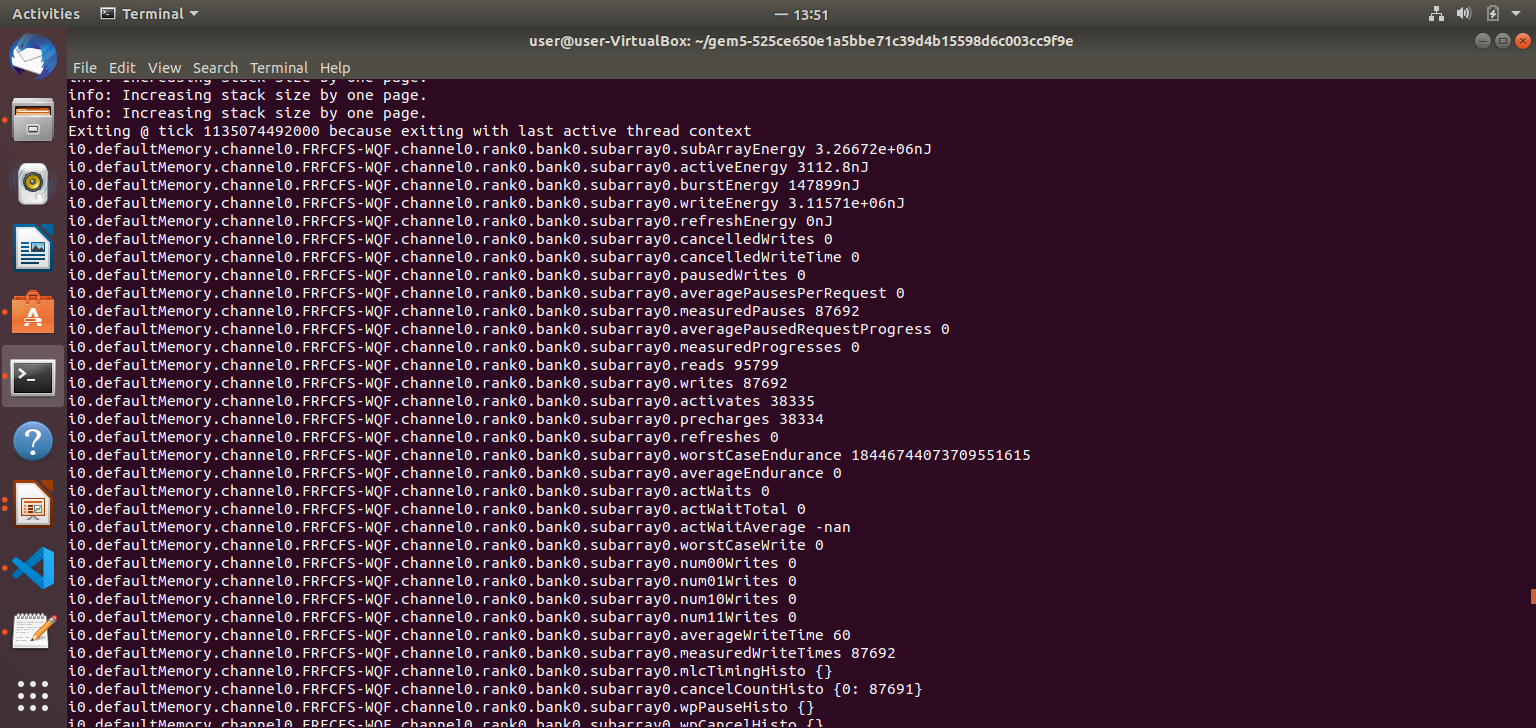 Activities
Terminal
— 13:51
user@user-VirtualBox: ~/gem5-525ce650e1a5bbe71c39d4b15598d6c003cc9f9e
File Edit View Search Terminal Help
info: Increasing stack size by one page.
info: Increasing stack size by one page.
info: Increasing stack size by one page.
Exiting @ tick 1135074492000 because exiting with last active thread context
i0.defaultMemory.channel0.FRFCFS-WQF.channel0.rank0.bank0.subarray0.subArrayEnergy 3.26672e+06nJ
i0.defaultMemory.channel0.FRFCFS-WQF.channel0.rank0.bank0.subarray0.activeEnergy 3112.8nJ
i0.defaultMemory.channel0.FRFCFS-WQF.channel0.rank0.bank0.subarray0.burstEnergy 147899nJ
i0.defaultMemory.channel0.FRFCFS-WQF.channel0.rank0.bank0.subarray0.writeEnergy 3.11571e+06nJ
i0.defaultMemory.channel0.FRFCFS-WQF.channel0.rank0.bank0.subarray0.refreshEnergy 0nJ
i0.defaultMemory.channel0.FRFCFS-WQF.channel0.rank0.bank0.subarray0.cancelledWrites 0
i0.defaultMemory.channel0.FRFCFS-WQF.channel0.rank0.bank0.subarray0.cancelledWriteTime 0
i0.defaultMemory.channel0.FRFCFS-WQF.channel0.rank0.bank0.subarray0.pausedWrites 0
i0.defaultMemory.channel0.FRFCFS-WQF.channel0.rank0.bank0.subarray0.averagePausesPerRequest 0
i0.defaultMemory.channel0.FRFCFS-WQF.channel0.rank0.bank0.subarray0.measuredPauses 87692
i0.defaultMemory.channel0.FRFCFS-WQF.channel0.rank0.bank0.subarray0.averagePausedRequestProgress 0
i0.defaultMemory.channel0.FRFCFS-WQF.channel0.rank0.bank0.subarray0.measuredProgresses 0
i0.defaultMemory.channel0.FRFCFS-WQF.channel0.rank0.bank0.subarray0.reads 95799
i0.defaultMemory.channel0.FRFCFS-WQF.channel0.rank0.bank0.subarray0.writes 87692
i0.defaultMemory.channel0.FRFCFS-WQF.channel0.rank0.bank0.subarray0.activates 38335
i0.defaultMemory.channel0.FRFCFS-WQF.channel0.rank0.bank0.subarray0.precharges 38334
i0.defaultMemory.channel0.FRFCFS-WQF.channel0.rank0.bank0.subarray0.refreshes 0
i0.defaultMemory.channel0.FRFCFS-WQF.channel0.rank0.bank0.subarray0.worstCaseEndurance 18446744073709551615
i0.defaultMemory.channel0.FRFCFS-WQF.channel0.rank0.bank0.subarray0.averageEndurance 0
i0.defaultMemory.channel0.FRFCFS-WQF.channel0.rank0.bank0.subarray0.actWaits 0
i0.defaultMemory.channel0.FRFCFS-WQF.channel0.rank0.bank0.subarray0.actWaitTotal 0
i0.defaultMemory.channel0.FRFCFS-WQF.channel0.rank0.bank0.subarray0.actWaitAverage -nan
i0.defaultMemory.channel0.FRFCFS-WQF.channel0.rank0.bank0.subarray0.worstCaseWrite 0
i0.defaultMemory.channel0.FRFCFS-WQF.channel0.rank0.bank0.subarray0.num00Writes 0
i0.defaultMemory.channel0.FRFCFS-WQF.channel0.rank0.bank0.subarray0.num01Writes 0
i0.defaultMemory.channel0.FRFCFS-WQF.channel0.rank0.bank0.subarray0.num10Writes 0
i0.defaultMemory.channel0.FRFCFS-WQF.channel0.rank0.bank0.subarray0.num11Writes 0
i0.defaultMemory.channel0.FRFCFS-WQF.channel0.rank0.bank0.subarray0.averageWriteTime 60
i0.defaultMemory.channel0.FRFCFS-WQF.channel0.rank0.bank0.subarray0.measuredWriteTimes 87692
i0.defaultMemory.channel0.FRFCFS-WQF.channel0.rank0.bank0.subarray0.mlcTimingHisto {}
i0.defaultMemory.channel0.FRFCFS-WQF.channel0.rank0.bank0.subarray0.cancelCountHisto {0: 87691}
i0.defaultMemory.channel0.FRFCFS-WQF.channel0.rank0.bank0.subarray0.wpPauseHisto {}
i0.defaultMemory.channel0.FRFCFS-WQF.channel0.rank0.bank0.subarray0.wpCancelHisto {}